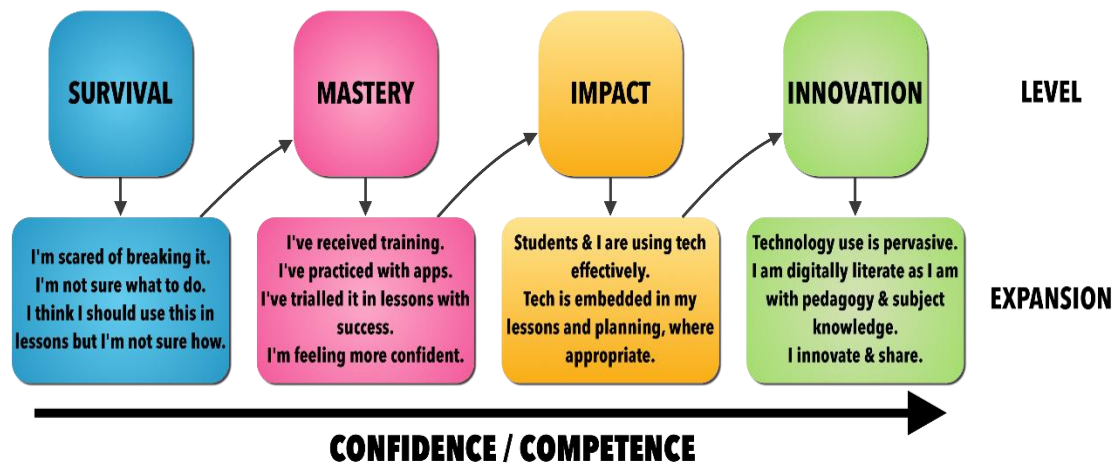 SURVIVAL
MASTERY
IMPACT
INNOVATION
LEVEL
I'm scared of breaking it.
I'm not sure what to do.
I think I should use this in
lessons but I'm not sure how.
I've received training.
I've practiced with apps.
I've trialled it in lessons with
success.
I'm feeling more confident.
Students & I are using tech
effectively.
Tech is embedded in my
lessons and planning, where
appropriate.
Technology use is pervasive.
I am digitally literate as I am
with pedagogy & subject
knowledge.
I innovate & share.
EXPANSION
CONFIDENCE / COMPETENCE